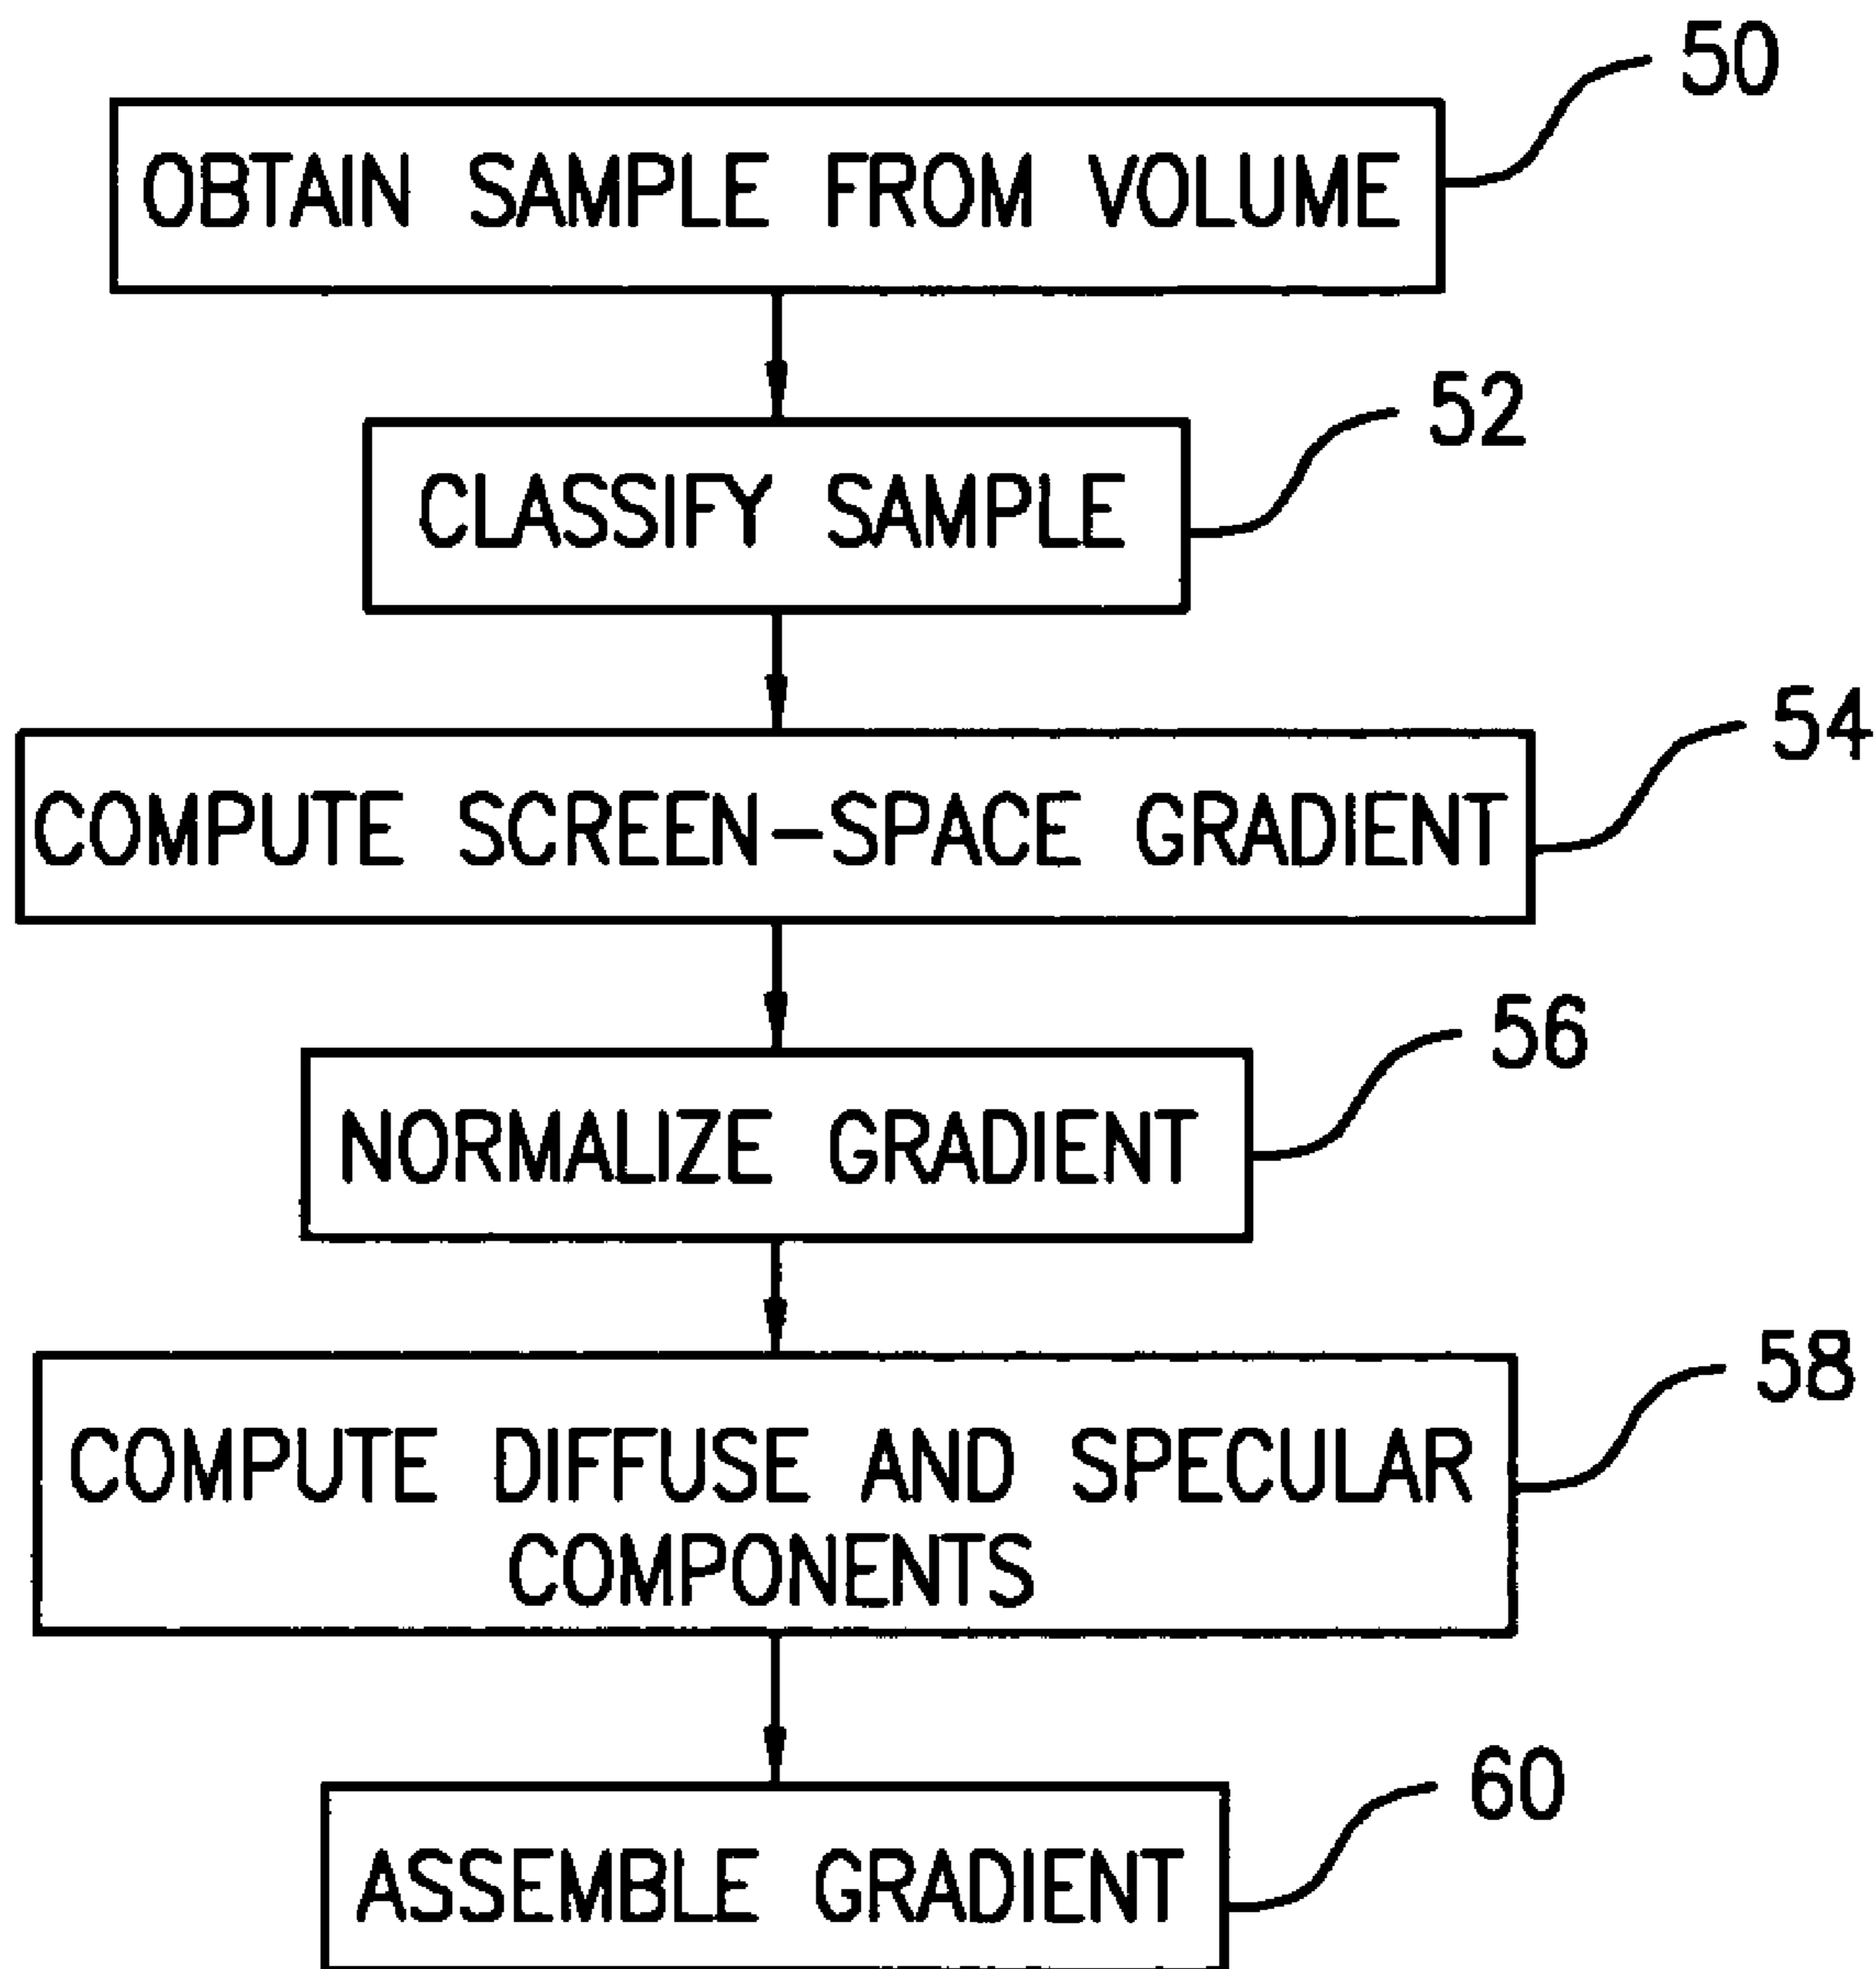 50
OBTAIN SAMPLE FROM VOLUME
52
CLASSIFY SAMPLE
54
COMPUTE SCREEN-SPACE GRADIENT
56
NORMALIZE GRADIENT
58
COMPUTE DIFFUSE AND SPECULAR
COMPONENTS
60
ASSEMBLE GRADIENT